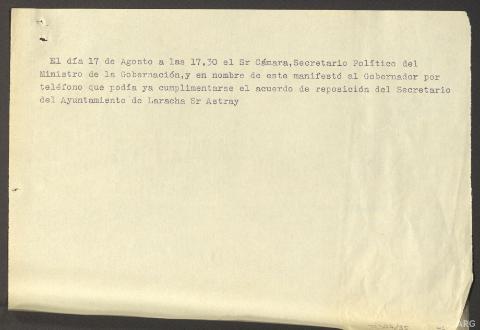 El día 17 de Agosto a las 17,30 el Sr Cámara,Secretario Político del
Ministro de la Gobernación,y en nombre de este manifestó al Gobernador por
teléfono que podía ya cumplimentarse el acuerdo de reposición del Secretario
del Ayuntamiento de Laracha Sr Astray
ARG